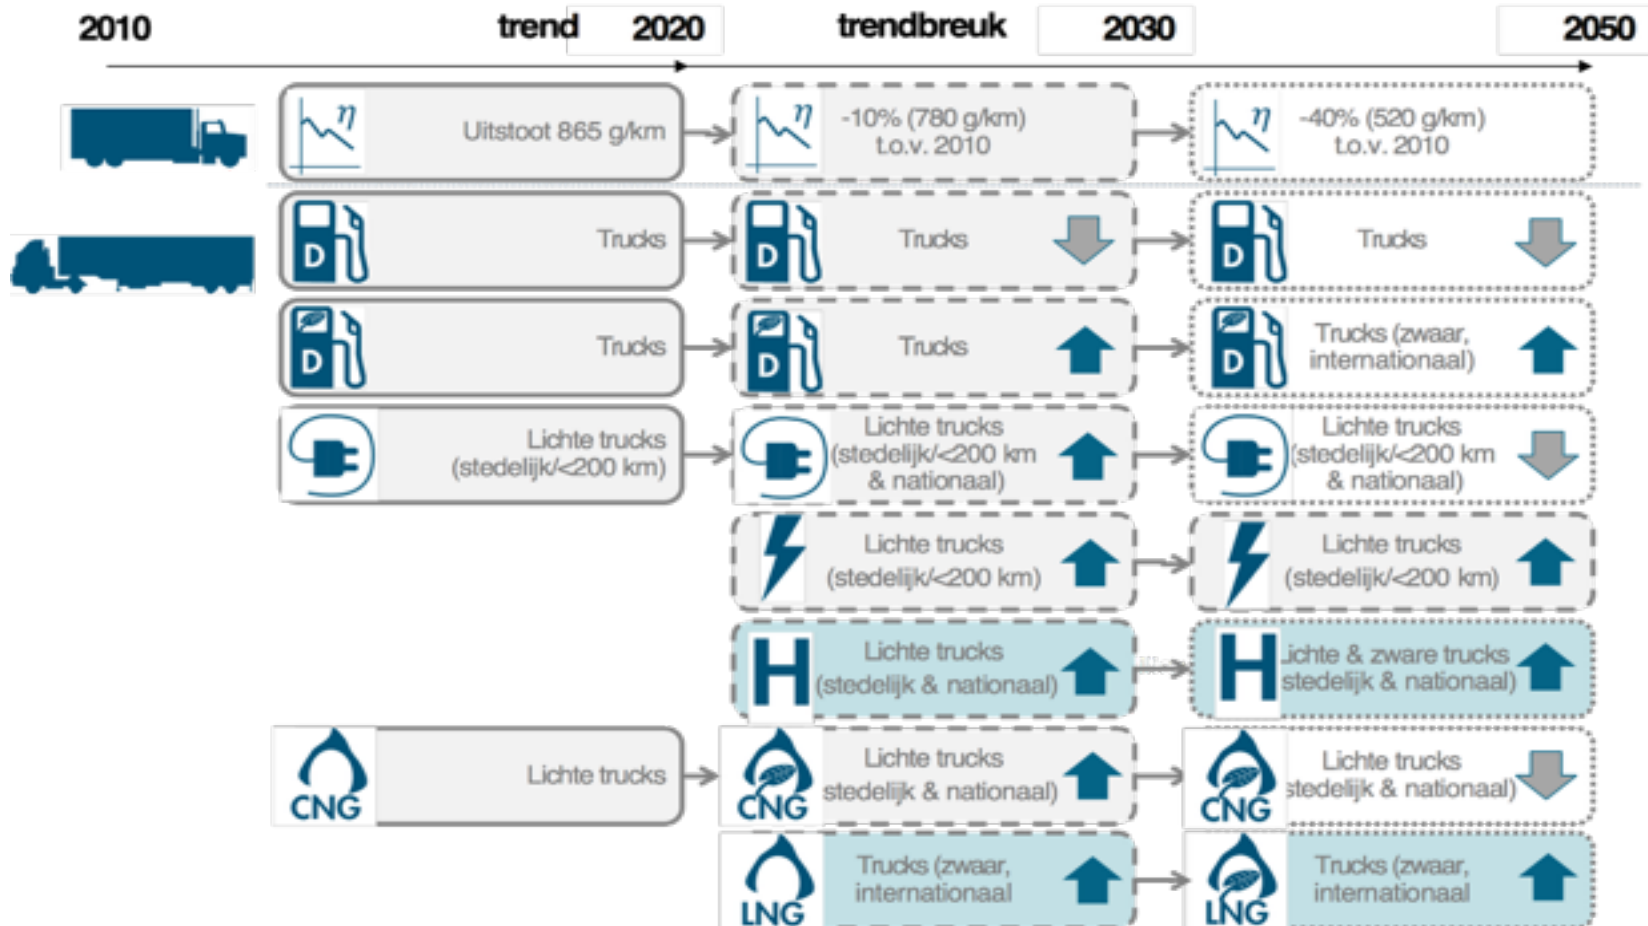 2010 trend 2020 trendbreuk 2030 2050
η Uitstoot 865 g/km
η -10% (780 g/km)
t.o.v. 2010
η -40% (520 g/km)
t.o.v. 2010
D Trucks
D Trucks
D Trucks
D Trucks
D Trucks
D Trucks (zwaar,
internationaal)
Lichte trucks
(stedelijk/<200 km)
Lichte trucks
(stedelijk/<200 km
& nationaal)
Lichte trucks
(stedelijk/<200 km
& nationaal)
Lichte trucks
(stedelijk/<200 km)
Lichte trucks
(stedelijk/<200 km)
H Lichte trucks
(stedelijk & nationaal)
H ichte & zware trucks
stedelijk & nationaal)
CNG Lichte trucks
CNG Lichte trucks
stedelijk & nationaal)
CNG Lichte trucks
stedelijk & nationaal)
LNG Trucks (zwaar,
internationaal
LNG Trucks (zwaar,
internationaal